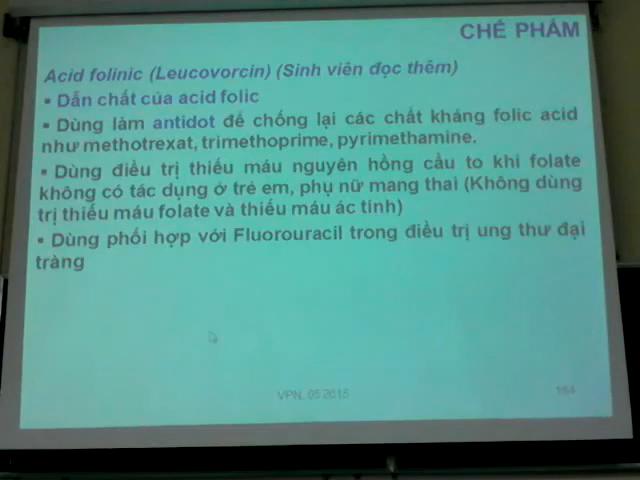 CHẾ PHẨM
Acid folinic (Leucovorcin) (Sinh viên đọc thêm)
▪ Dẫn chất của acid folic
▪ Dùng làm antidot để chống lại các chất kháng folic acid
như methotrexat, trimethoprime, pyrimethamine.
▪ Dùng điều trị thiếu máu nguyên hồng cầu to khi folate
không có tác dụng ở trẻ em, phụ nữ mang thai (Không dùng
trị thiếu máu folate và thiếu máu ác tính)
▪ Dùng phối hợp với Fluorouracil trong điều trị ung thư đại
tràng
VPN, 05 2015